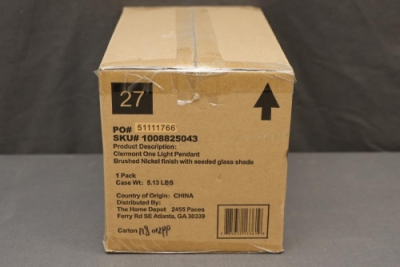 27
PO# 51111766
SKU# 1008825043
Product Description:
Clermont One Light Pendant
Brushed Nickel finish with seeded glass shade
1 Pack
Case Wt: 5.13 LBS
Country of Origin: CHINA
Distributed By:
The Home Depot 2455 Paces
Ferry Rd SE Atlanta, GA 30339
Carton of